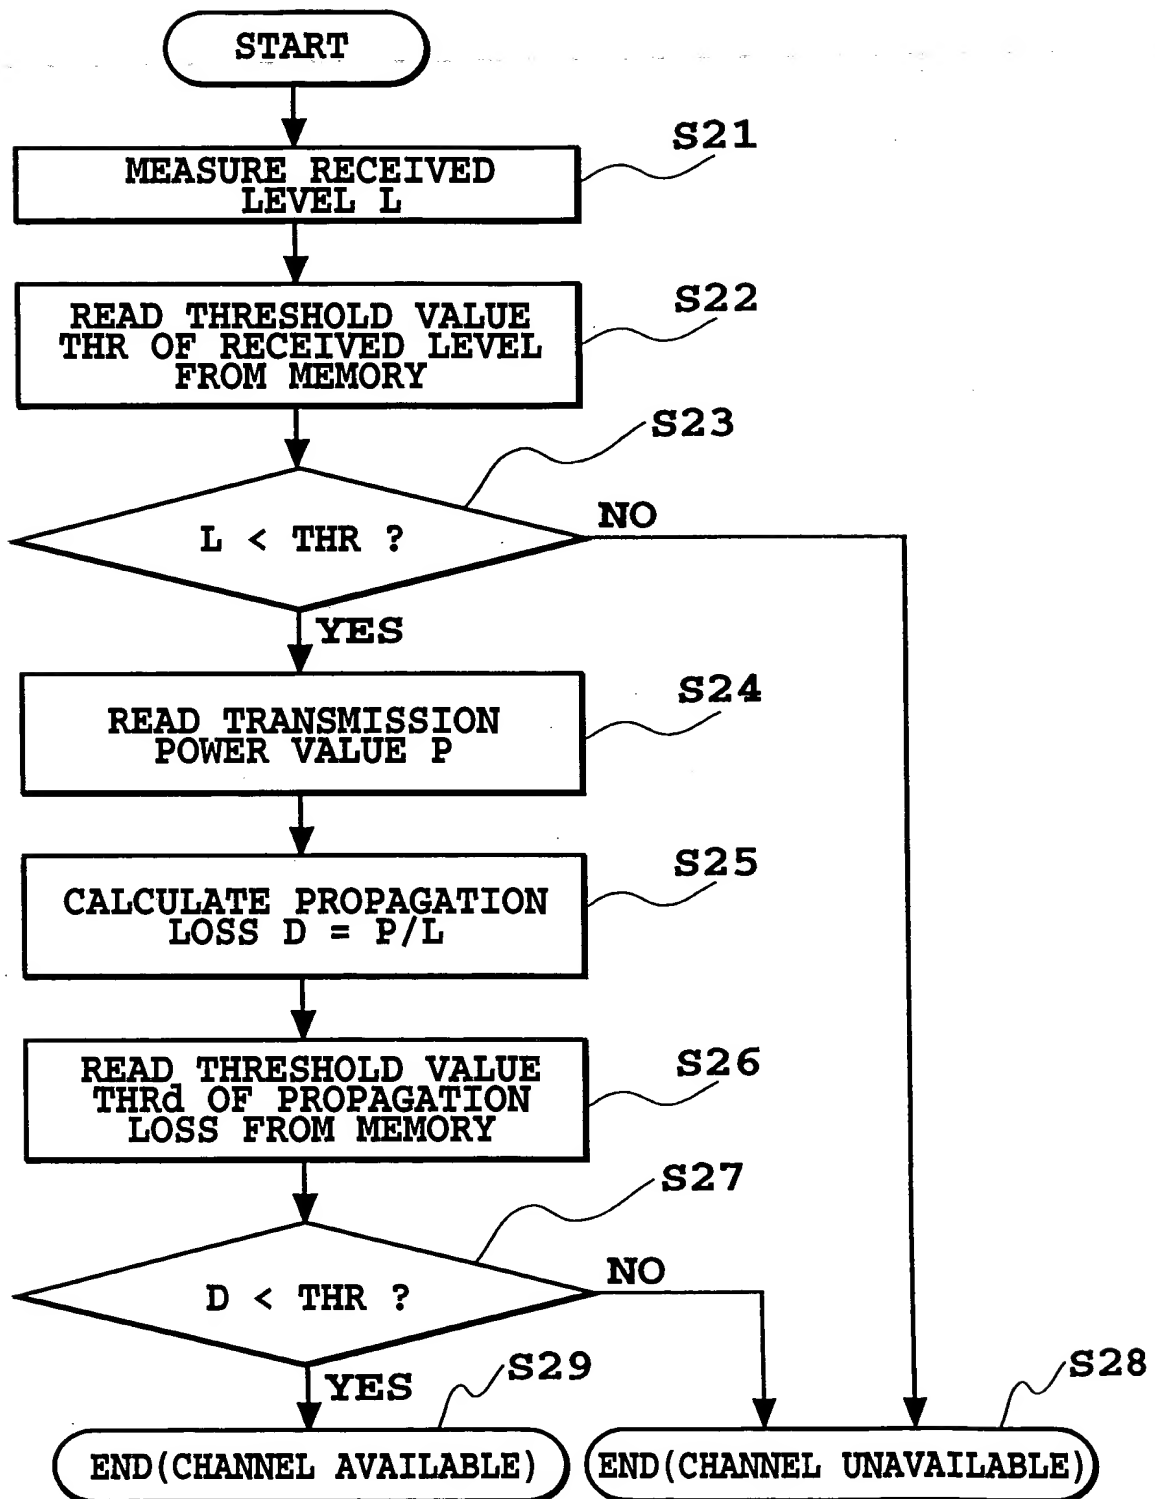 START
S21
MEASURE RECEIVED
LEVEL L
S22
READ THRESHOLD VALUE
THR OF RECEIVED LEVEL
FROM MEMORY
S23
L < THR ?
NO
YES
S24
READ TRANSMISSION
POWER VALUE P
S25
CALCULATE PROPAGATION
LOSS D = P/L
S26
READ THRESHOLD VALUE
THRd OF PROPAGATION
LOSS FROM MEMORY
S27
D < THR ?
NO
YES
S29
S28
END(CHANNEL AVAILABLE)
END(CHANNEL UNAVAILABLE)